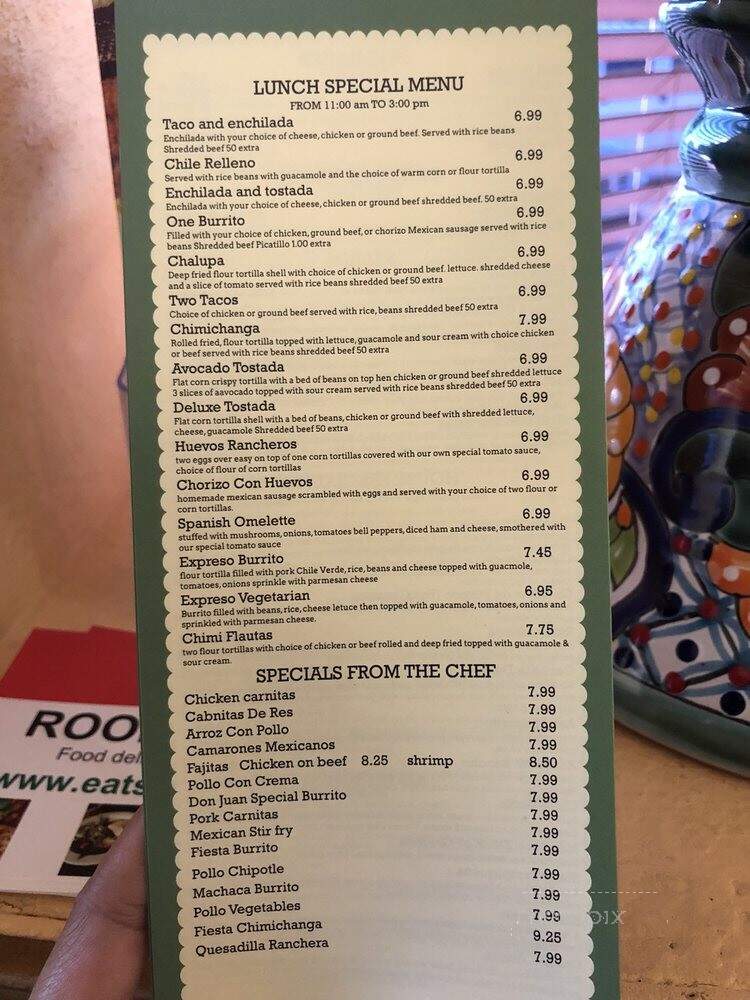 LUNCH SPECIAL MENU
FROM 11:00 am TO 3:00 pm
Taco and enchilada 6.99
Enchilada with your choice of cheese, chicken or ground beef. Served with rice beans
Shredded beef 50 extra
Chile Relleno 6.99
Served with rice beans with guacamole and the choice of warm corn or flour tortilla
Enchilada and tostada 6.99
Enchilada with your choice of cheese, chicken or ground beef shredded beef. 50 extra
One Burrito 6.99
Filled with your choice of chicken, ground beef, or chorizo Mexican sausage served with rice
beans Shredded beef Picatillo 1.00 extra
Chalupa 6.99
Deep fried flour tortilla shell with choice of chicken or ground beef. lettuce. shredded cheese
and a slice of tomato served with rice beans shredded beef 50 extra
Two Tacos 6.99
Choice of chicken or ground beef served with rice, beans shredded beef 50 extra
Chimichanga 7.99
Rolled fried, flour tortilla topped with lettuce, guacamole and sour cream with choice chicken
or beef served with rice beans shredded beef 50 extra
Avocado Tostada 6.99
Flat corn crispy tortilla with a bed of beans on top hen chicken or ground beef shredded lettuce
3 slices of aavocado topped with sour cream served with rice beans shredded beef 50 extra
Deluxe Tostada 6.99
Flat corn tortilla shell with a bed of beans, chicken or ground beef with shredded lettuce,
cheese, guacamole Shredded beef 50 extra
Huevos Rancheros 6.99
two eggs over easy on top of one corn tortillas covered with our own special tomato sauce,
choice of flour of corn tortillas
Chorizo Con Huevos 6.99
homemade mexican sausage scrambled with eggs and served with your choice of two flour or
corn tortillas.
Spanish Omelette 6.99
stuffed with mushrooms, onions, tomatoes bell peppers, diced ham and cheese, smothered with
our special tomato sauce
Expreso Burrito 7.45
flour tortilla filled with pork Chile Verde, rice, beans and cheese topped with guacmole,
tomatoes, onions sprinkle with parmesan cheese
Expreso Vegetarian 6.95
Burrito filled with beans, rice, cheese letuce then topped with guacamole, tomatoes, onions and
sprinkled with parmesan cheese.
Chimi Flautas 7.75
two flour tortillas with choice of chicken or beef rolled and deep fried topped with guacamole &
sour cream.
SPECIALS FROM THE CHEF
Chicken carnitas 7.99
Cabnitas De Res 7.99
Arroz Con Pollo 7.99
Camarones Mexicanos 7.99
Fajitas Chicken on beef 8.25 shrimp 8.50
Pollo Con Crema 7.99
Don Juan Special Burrito 7.99
Pork Carnitas 7.99
Mexican Stir fry 7.99
Fiesta Burrito 7.99
Pollo Chipotle 7.99
Machaca Burrito 7.99
Pollo Vegetables 7.99
Fiesta Chimichanga 9.25
Quesadilla Ranchera 7.99
ROO
Food del
www.eats